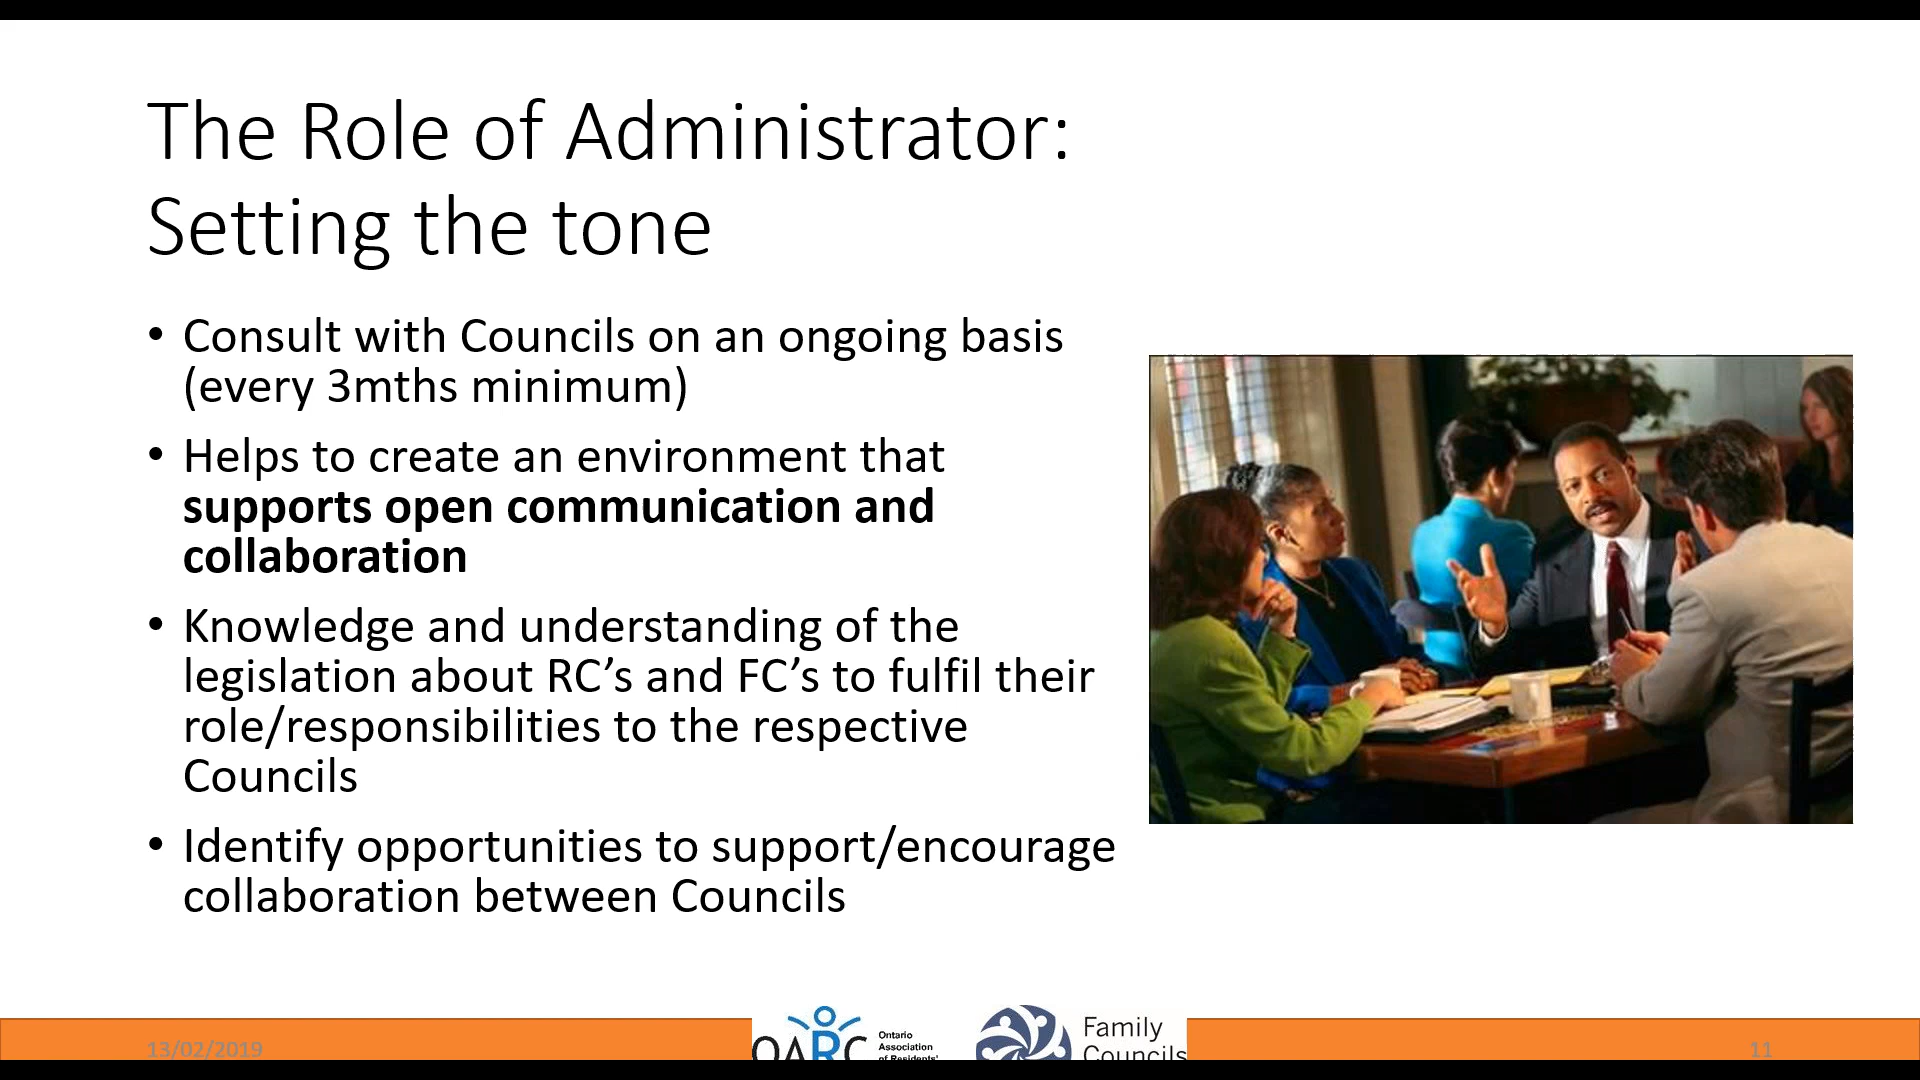 The Role of Administrator:
Setting the tone
• Consult with Councils on an ongoing basis
(every 3mths minimum)
• Helps to create an environment that
supports open communication and
collaboration
• Knowledge and understanding of the
legislation about RC’s and FC’s to fulfil their
role/responsibilities to the respective
Councils
• Identify opportunities to support/encourage
collaboration between Councils
13/02/2019
OARC
Ontario
Association
of Residents'
Family
Councils
11